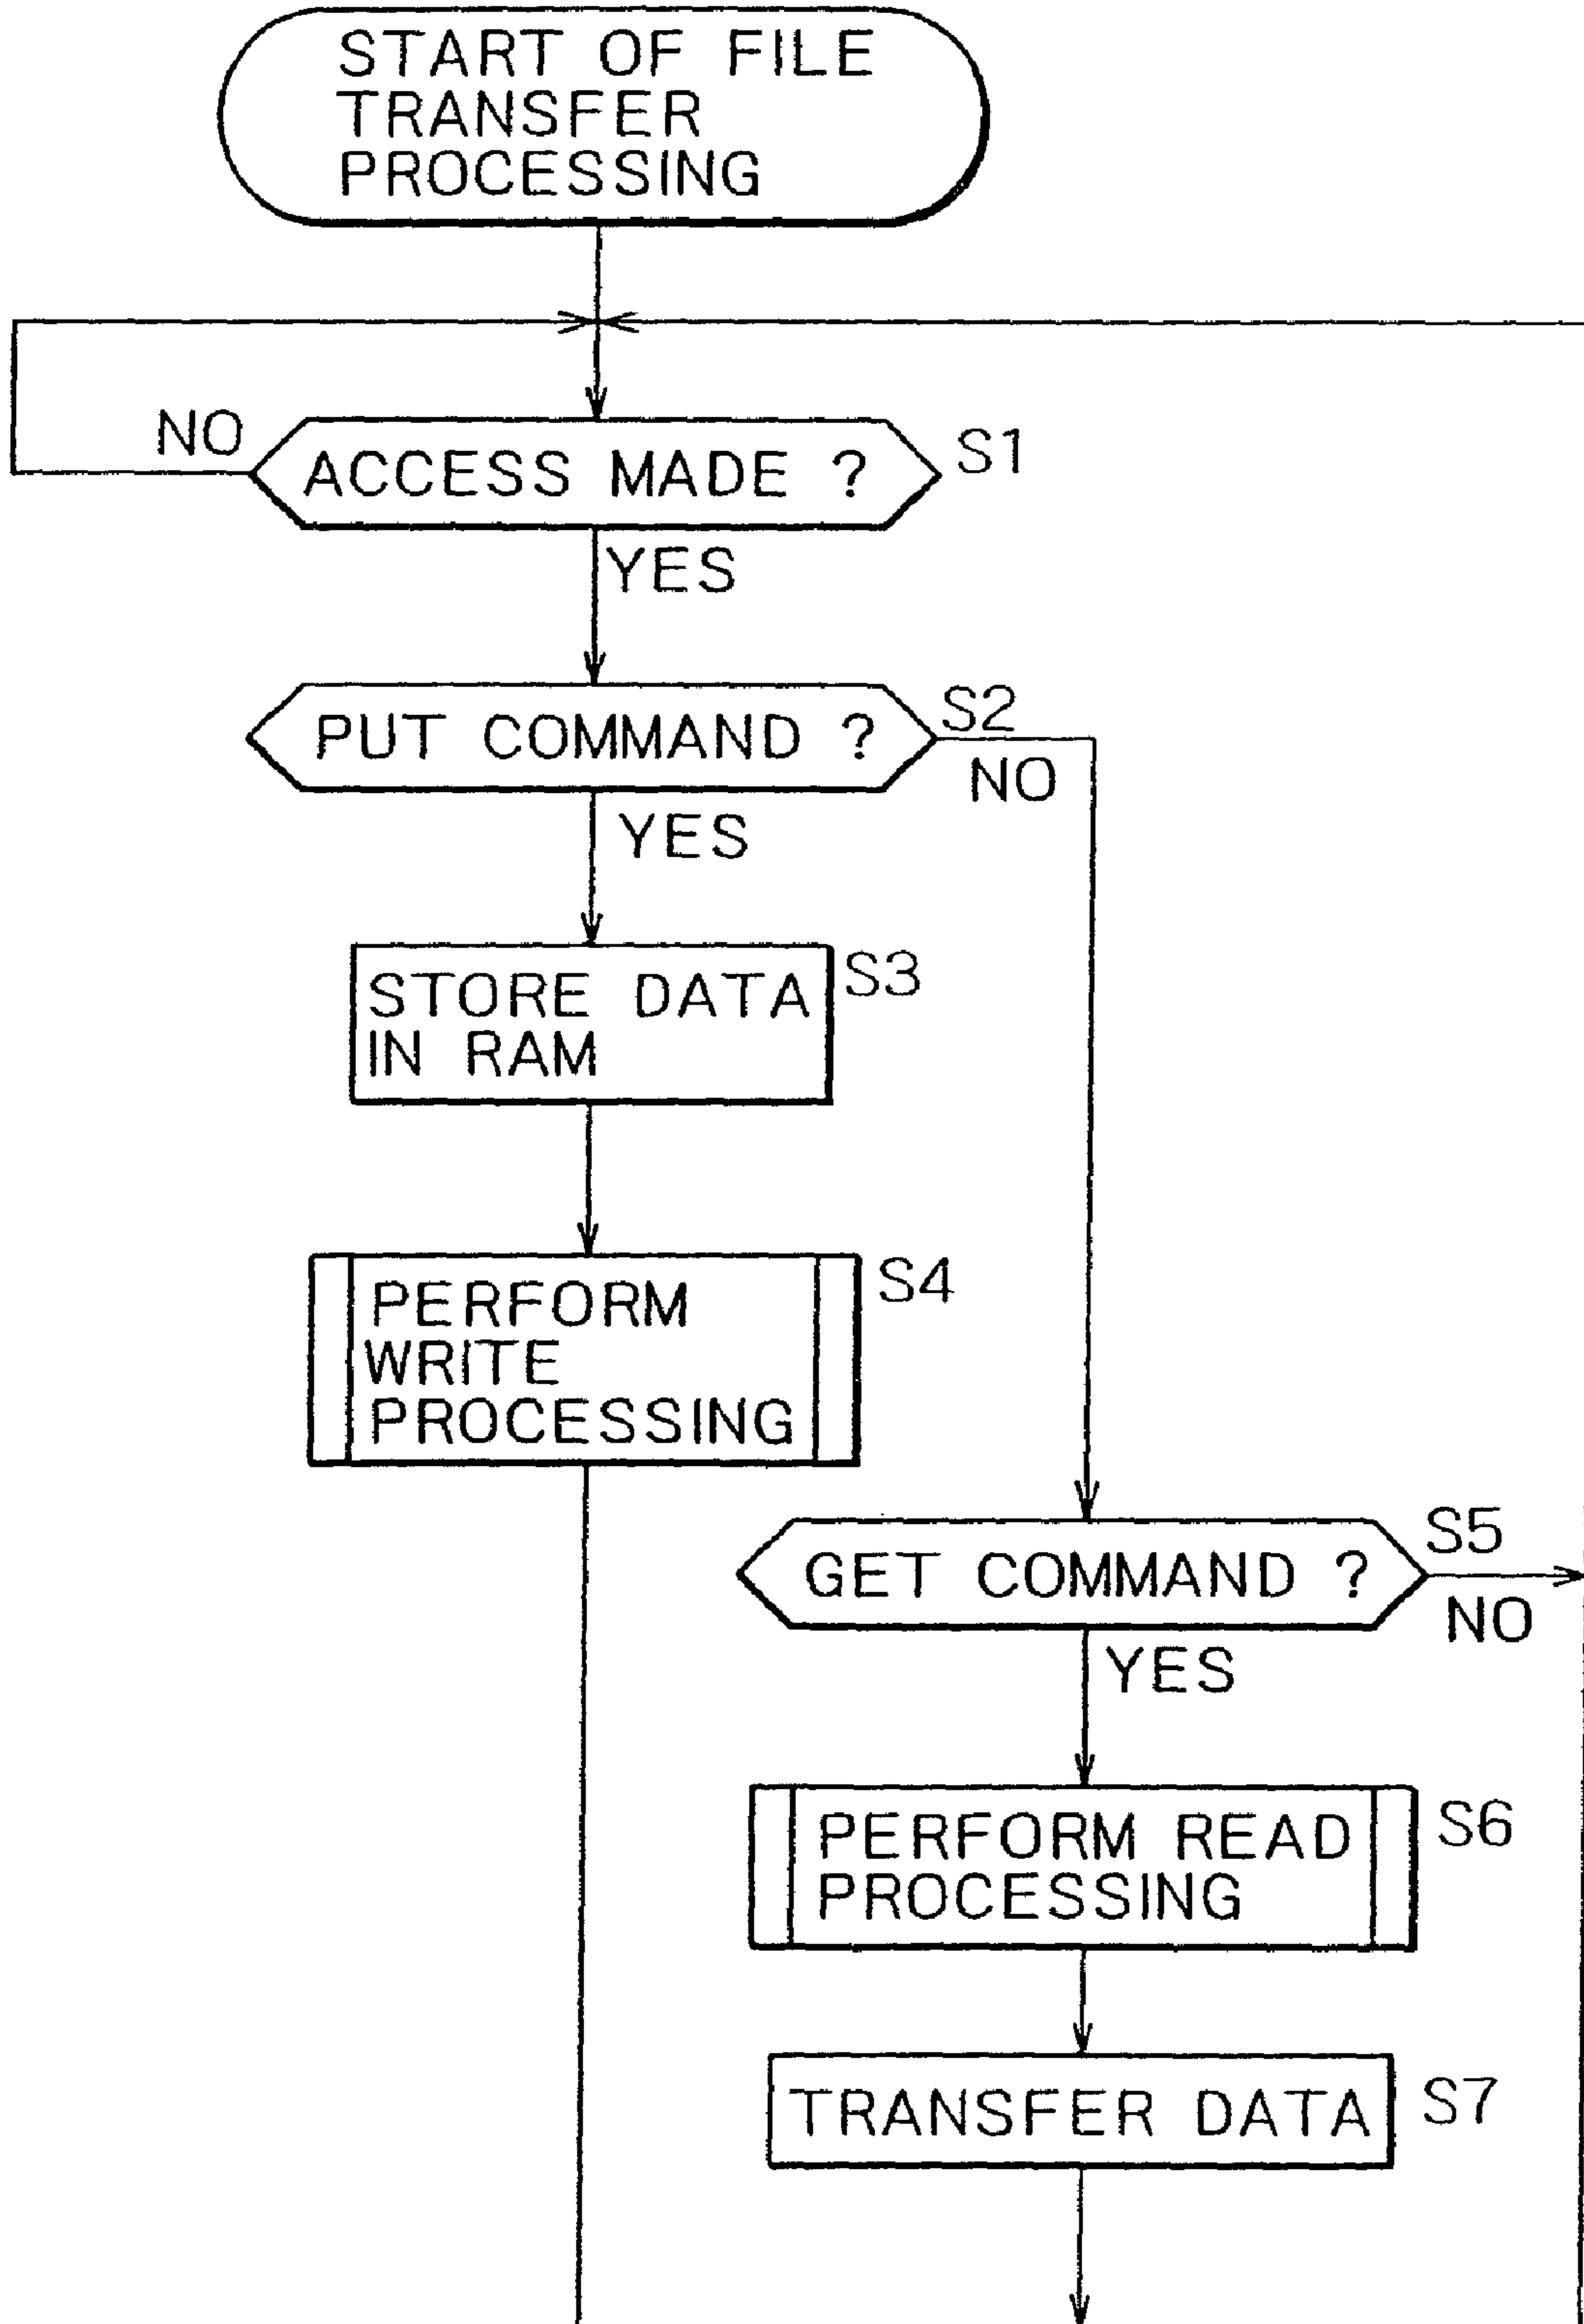 START OF FILE
TRANSFER
PROCESSING
NO
ACCESS MADE ?
S1
YES
PUT COMMAND ?
S2
NO
YES
STORE DATA
IN RAM
S3
PERFORM
WRITE
PROCESSING
S4
GET COMMAND ?
S5
NO
YES
PERFORM READ
PROCESSING
S6
TRANSFER DATA
S7